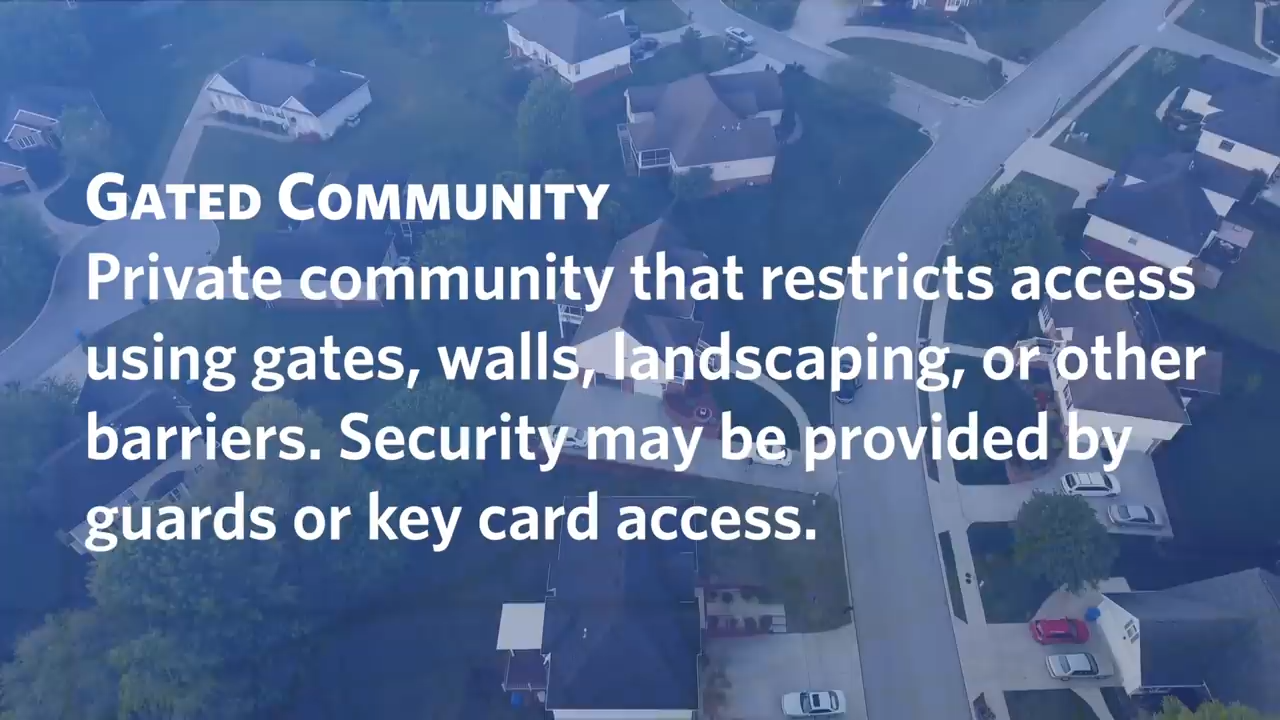 Gated Community
Private community that restricts access
using gates, walls, landscaping, or other
barriers. Security may be provided by
guards or key card access.